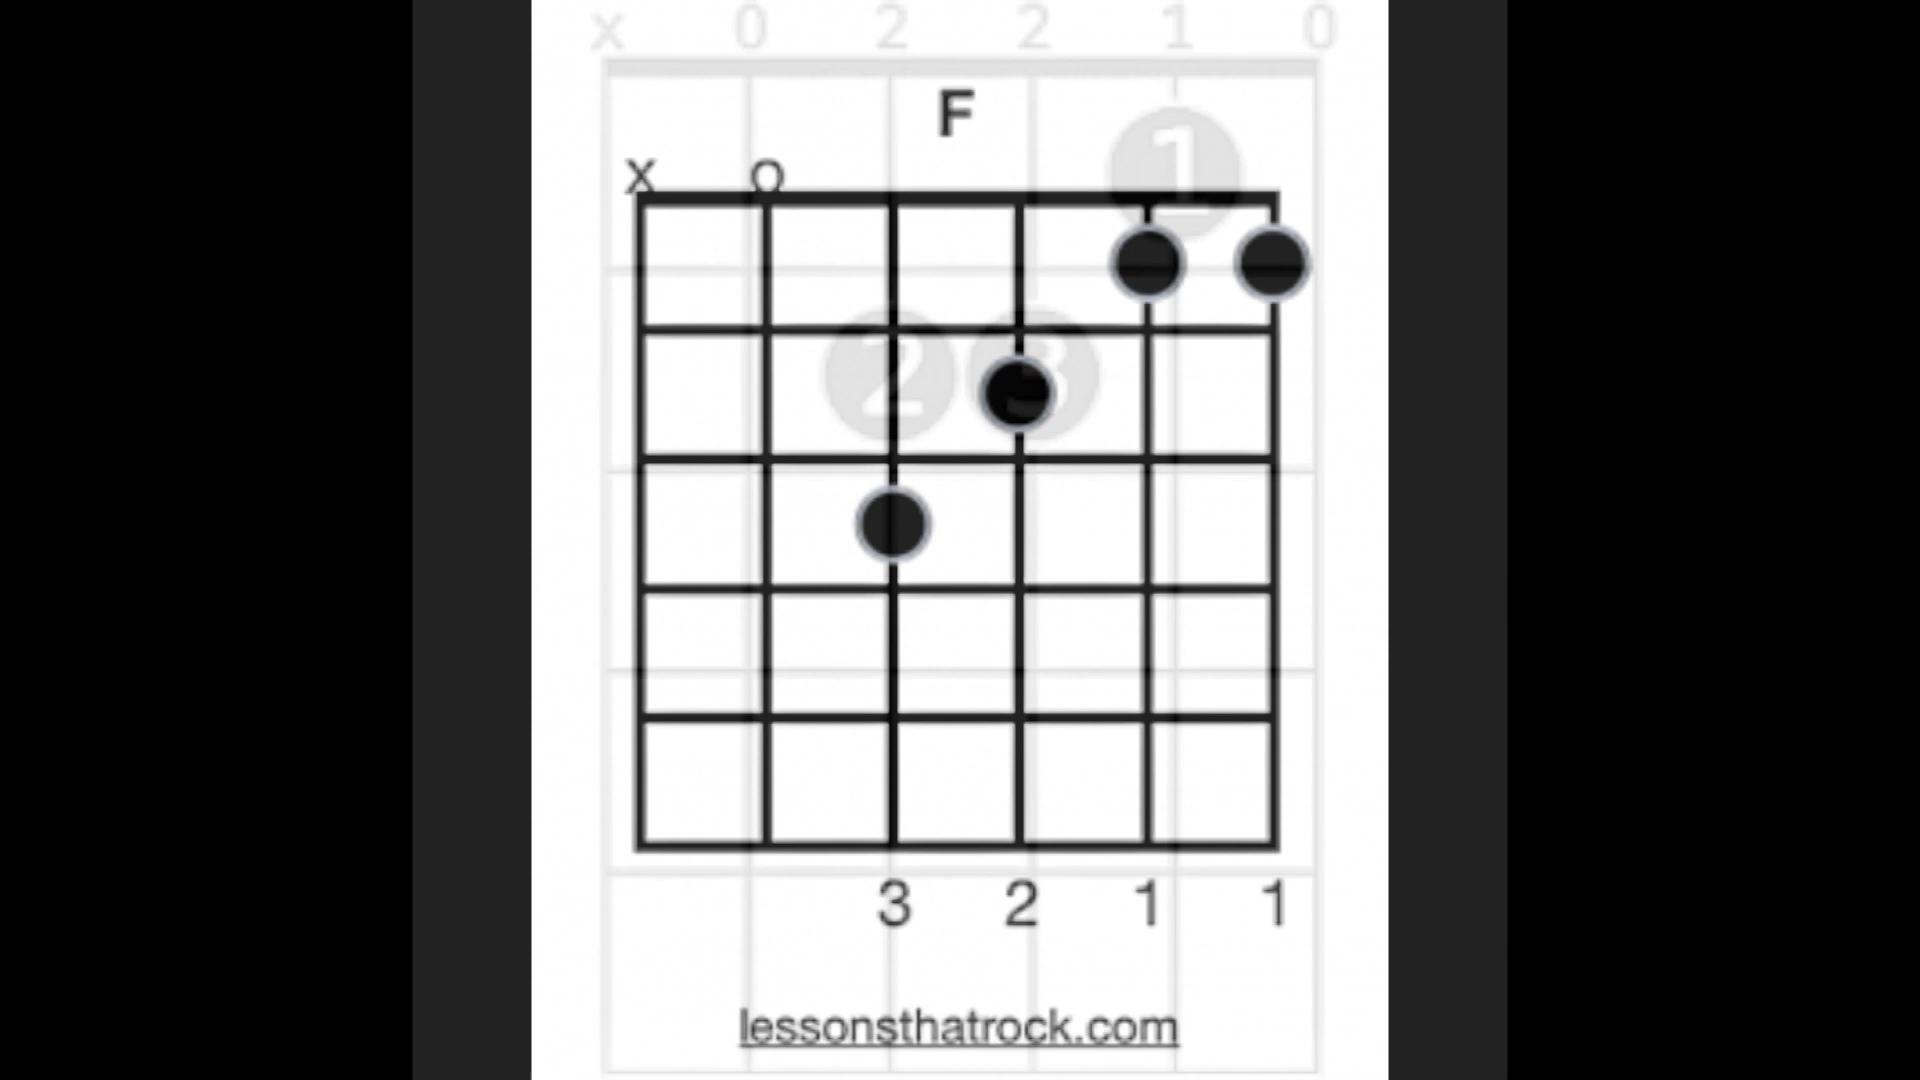 x 0 2 2 1 0
F
x o
1
2 3
3 2 1 1
lessonsthatrock.com